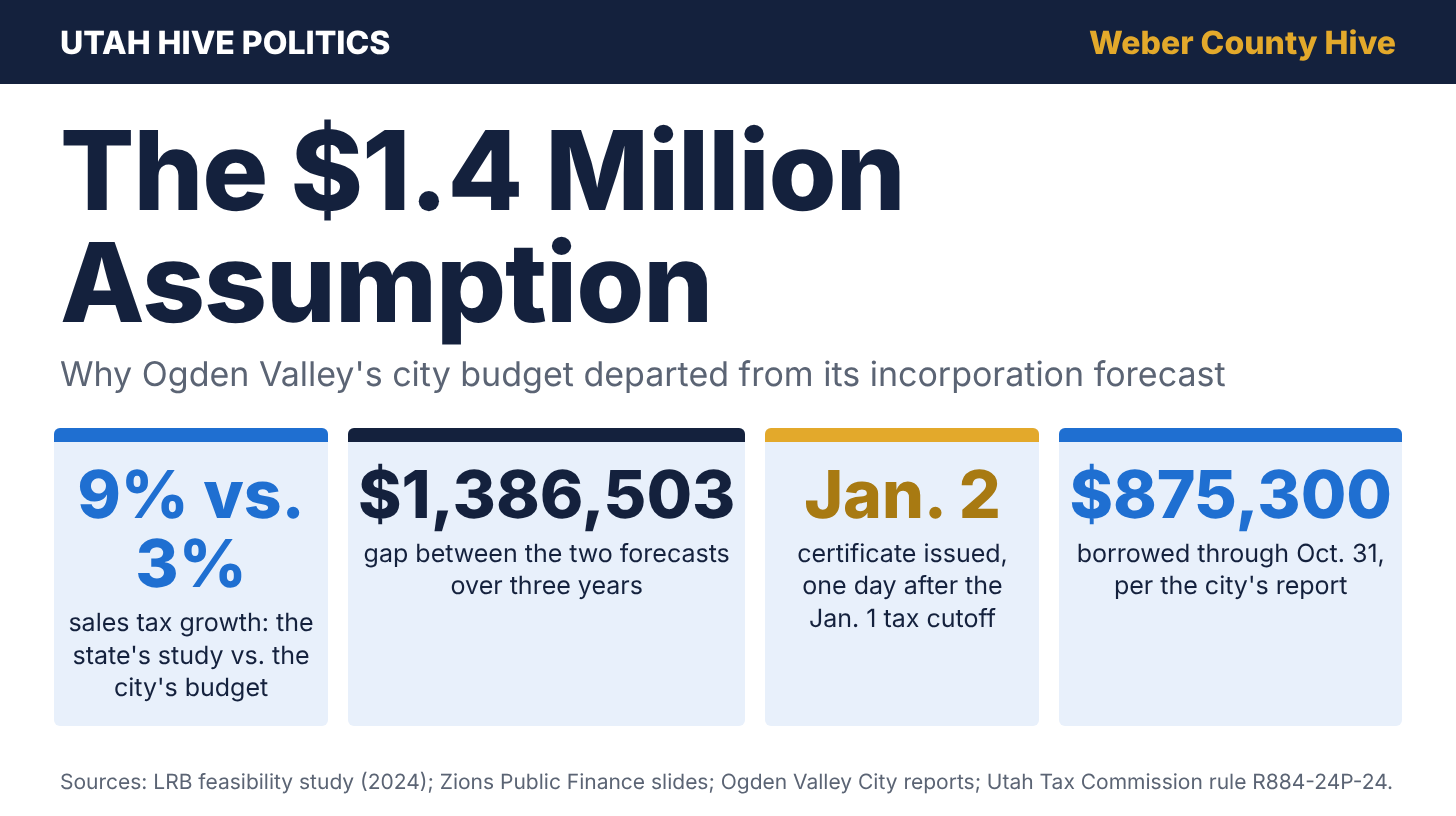 UTAH HIVE POLITICS
Weber County Hive
The $1.4 Million
Assumption
Why Ogden Valley's city budget departed from its incorporation forecast
9% vs.
3%
sales tax growth: the
state's study vs. the
city's budget
$1,386,503
gap between the two forecasts
over three years
Jan. 2
certificate issued,
one day after the
Jan. 1 tax cutoff
$875,300
borrowed through Oct. 31,
per the city's report
Sources: LRB feasibility study (2024); Zions Public Finance slides; Ogden Valley City reports; Utah Tax Commission rule R884-24P-24.